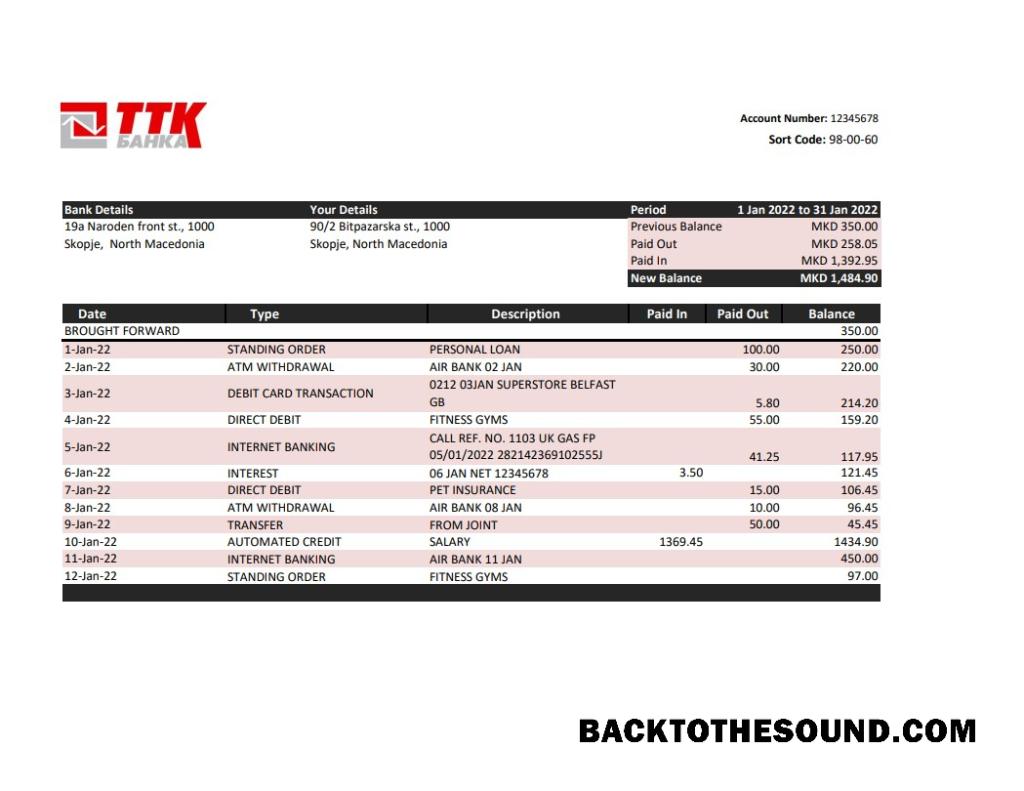 TTK
БАНКА
Account Number: 12345678
Sort Code: 98-00-60
Bank Details Your Details Period 1 Jan 2022 to 31 Jan 2022
19a Naroden front st., 1000 90/2 Bitpazarska st., 1000 Previous Balance MKD 350.00
Skopje, North Macedonia Skopje, North Macedonia Paid Out MKD 258.05
Paid In MKD 1,392.95
New Balance MKD 1,484.90
Date Type Description Paid In Paid Out Balance
BROUGHT FORWARD 350.00
1-Jan-22 STANDING ORDER PERSONAL LOAN 100.00 250.00
2-Jan-22 ATM WITHDRAWAL AIR BANK 02 JAN 30.00 220.00
3-Jan-22 DEBIT CARD TRANSACTION 0212 03JAN SUPERSTORE BELFAST
GB 5.80 214.20
4-Jan-22 DIRECT DEBIT FITNESS GYMS 55.00 159.20
5-Jan-22 INTERNET BANKING CALL REF. NO. 1103 UK GAS FP
05/01/2022 282142369102555J 41.25 117.95
6-Jan-22 INTEREST 06 JAN NET 12345678 3.50 121.45
7-Jan-22 DIRECT DEBIT PET INSURANCE 15.00 106.45
8-Jan-22 ATM WITHDRAWAL AIR BANK 08 JAN 10.00 96.45
9-Jan-22 TRANSFER FROM JOINT 50.00 45.45
10-Jan-22 AUTOMATED CREDIT SALARY 1369.45 1434.90
11-Jan-22 INTERNET BANKING AIR BANK 11 JAN 450.00
12-Jan-22 STANDING ORDER FITNESS GYMS 97.00
BACKTOTHESOUND.COM